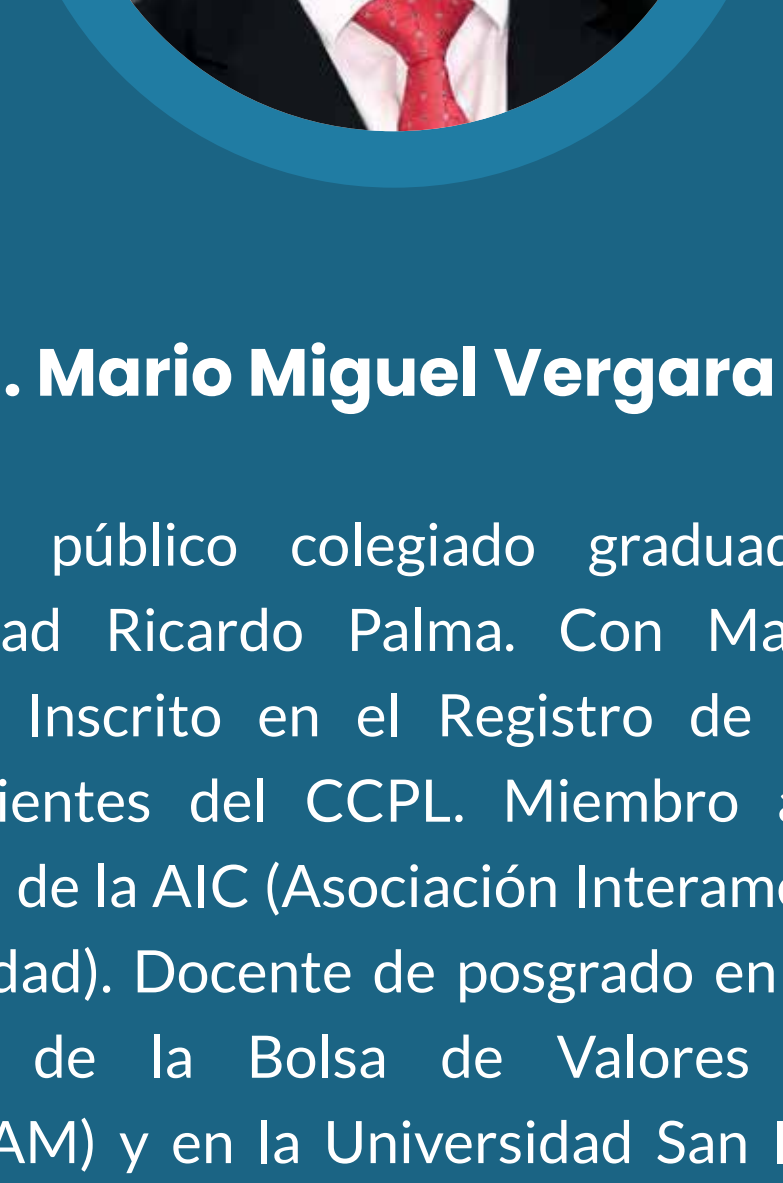 . Mario Miguel Vergara
público colegiado graduad
ad Ricardo Palma. Con Ma
Inscrito en el Registro de
ientes del CCPL. Miembro a
de la AIC (Asociación Interame
dad). Docente de posgrado en
de la Bolsa de Valores
AM) y en la Universidad San